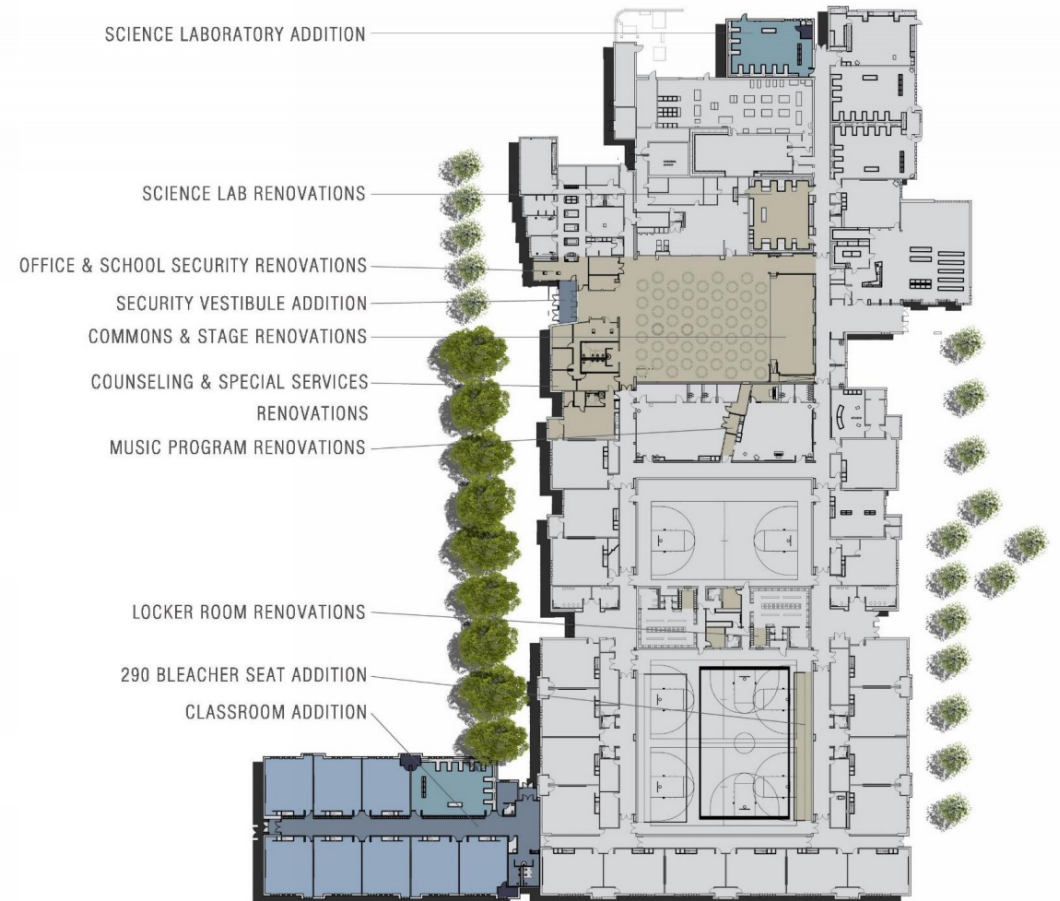 SCIENCE LABORATORY ADDITION
SCIENCE LAB RENOVATIONS
OFFICE & SCHOOL SECURITY RENOVATIONS
SECURITY VESTIBULE ADDITION
COMMONS & STAGE RENOVATIONS
COUNSELING & SPECIAL SERVICES
RENOVATIONS
MUSIC PROGRAM RENOVATIONS
LOCKER ROOM RENOVATIONS
290 BLEACHER SEAT ADDITION
CLASSROOM ADDITION